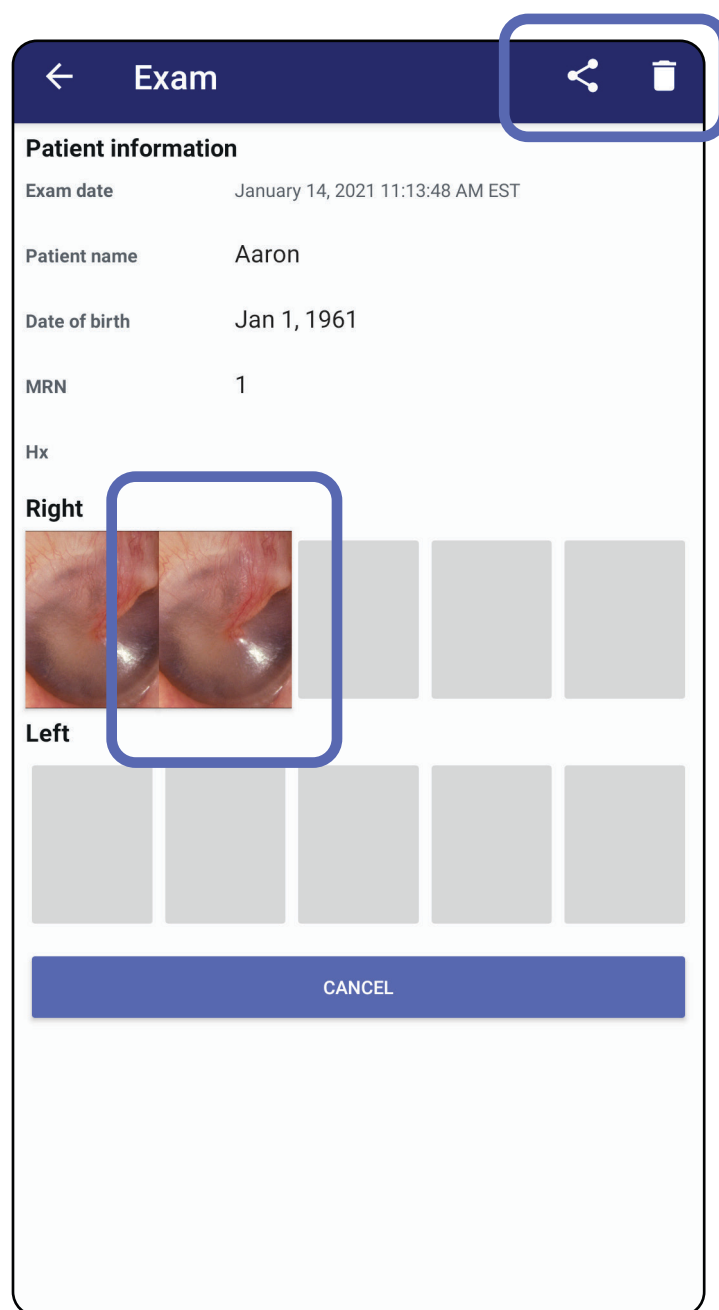 Exam
Patient information
Exam date January 14, 2021 11:13:48 AM EST
Patient name Aaron
Date of birth Jan 1, 1961
MRN 1
Hx
Right
Left
CANCEL